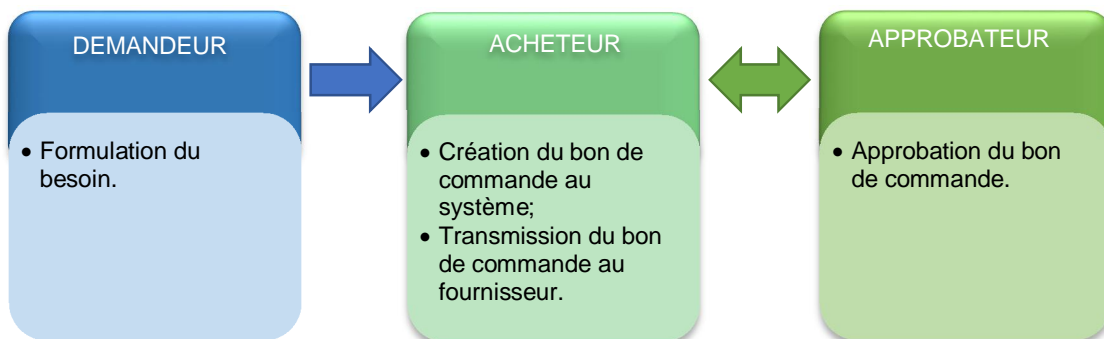 DEMANDEUR
• Formulation du
besoin.
ACHETEUR
• Création du bon de
commande au
système;
• Transmission du bon
de commande au
fournisseur.
APPROBATEUR
• Approbation du bon
de commande.